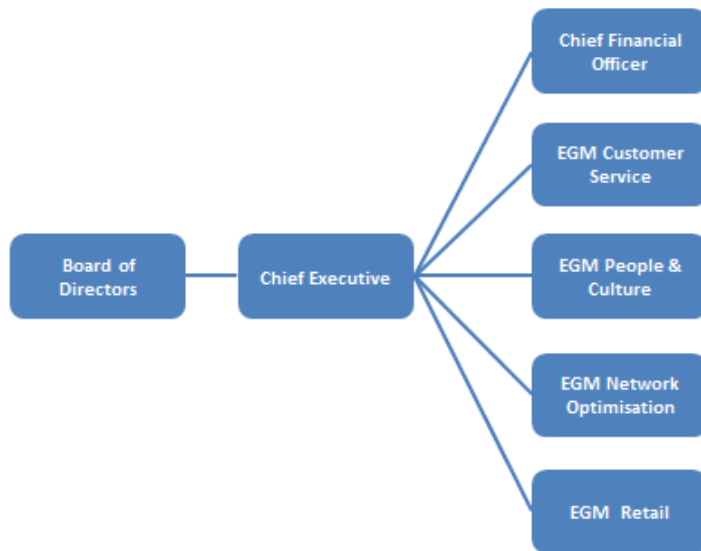 Chief Financial
Officer
EGM Customer
Service
Board of
Directors
Chief Executive
EGM People &
Culture
EGM Network
Optimisation
EGM Retail